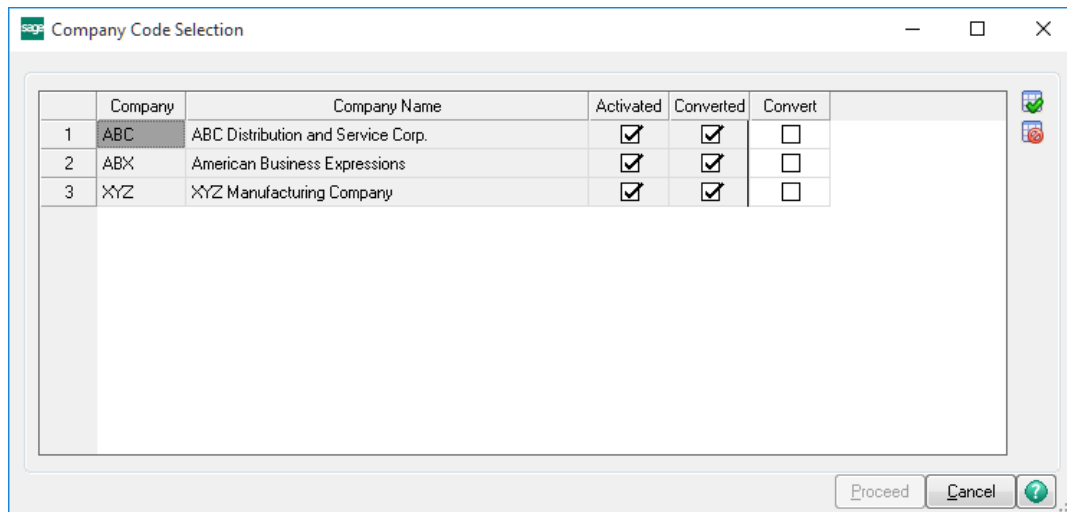 sage Company Code Selection
Company Company Name Activated Converted Convert
1 ABC ABC Distribution and Service Corp.
2 ABX American Business Expressions
3 XYZ XYZ Manufacturing Company
Proceed Cancel ?